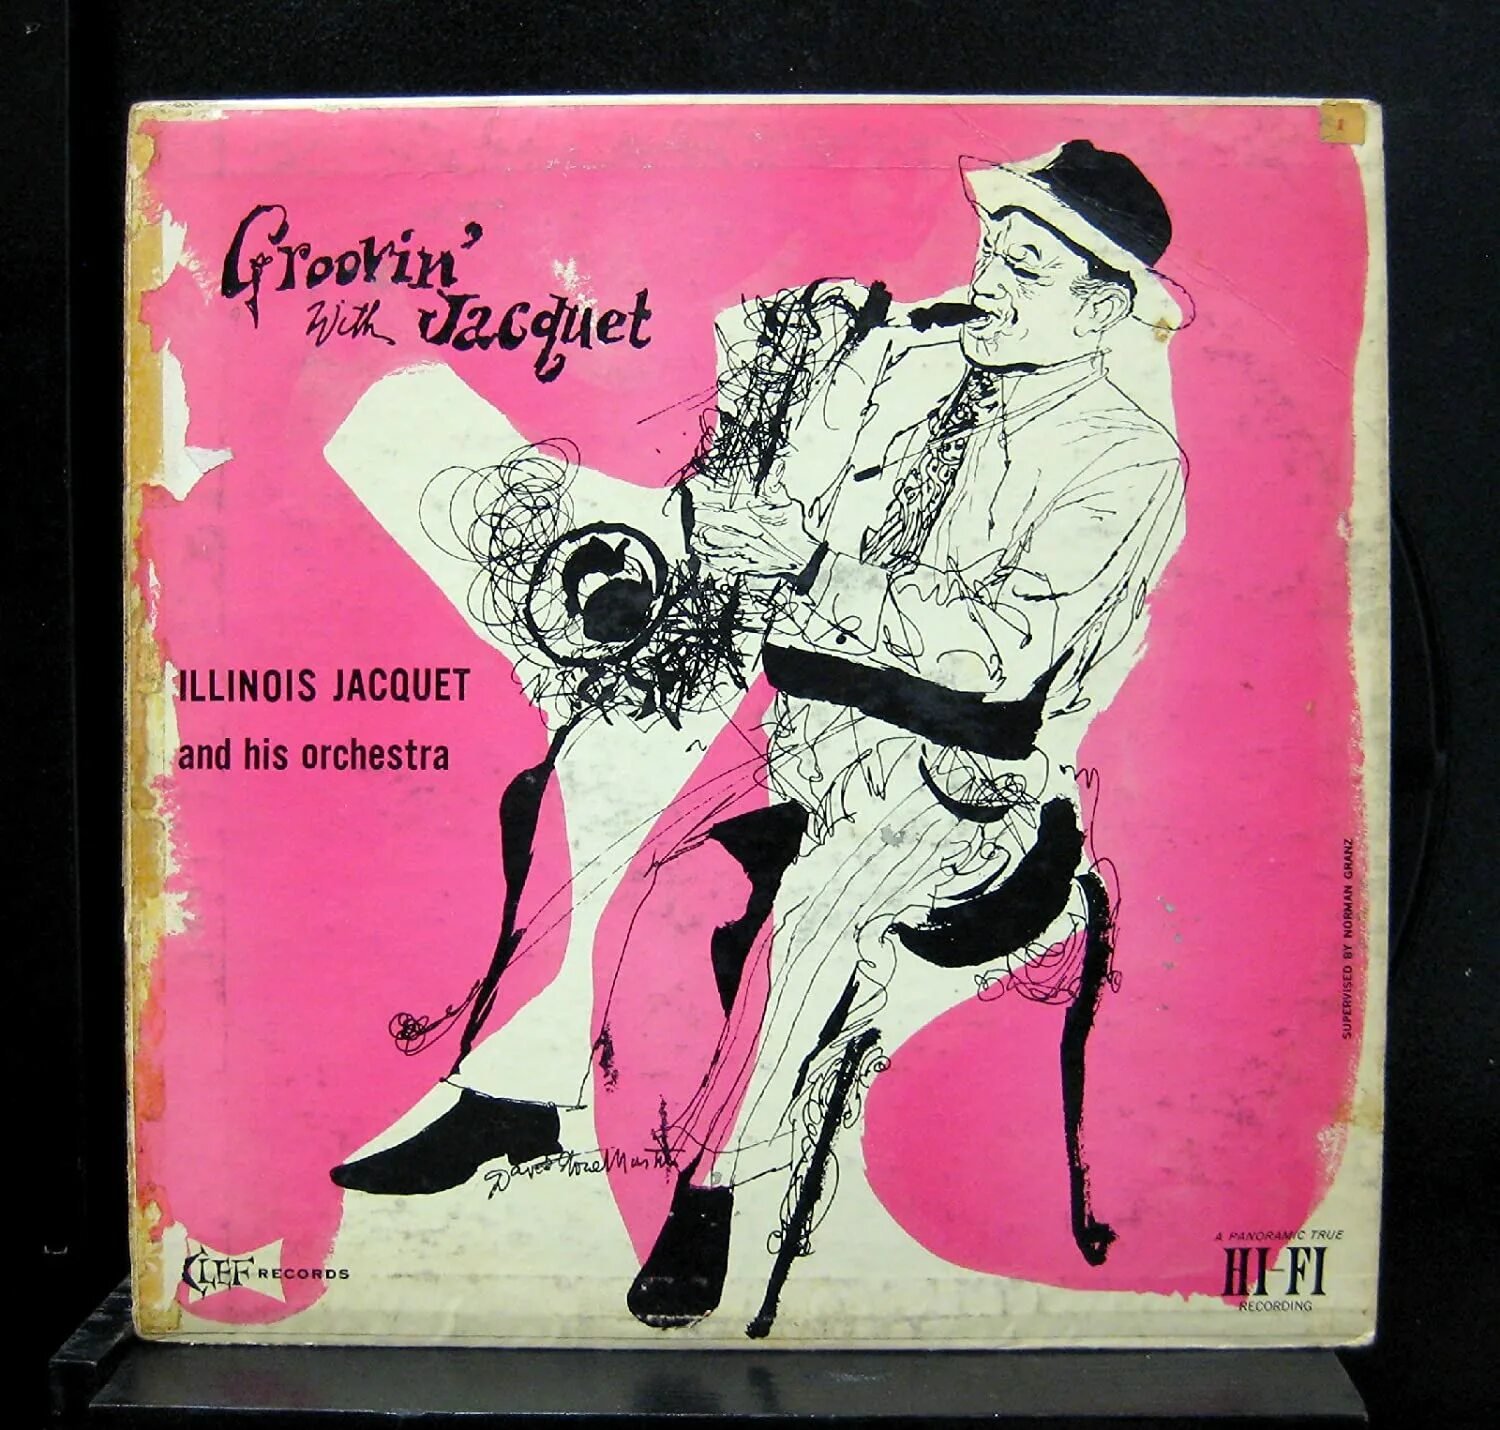 Groovin'
With Jacquet
ILLINOIS JACQUET
and his orchestra
SUPERVISED BY NORMAN GRANZ
David Stone Martin
CLEF RECORDS
A PANORAMIC TRUE
HI-FI
RECORDING